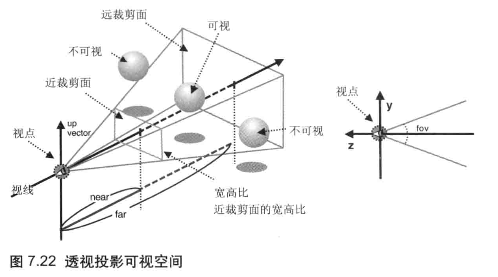 远裁剪面
可视
不可视
近裁剪面
up
vector
视点
不可视
视线
near
far
宽高比
近裁剪面的宽高比
视点
y
z
fov
图 7.22 透视投影可视空间